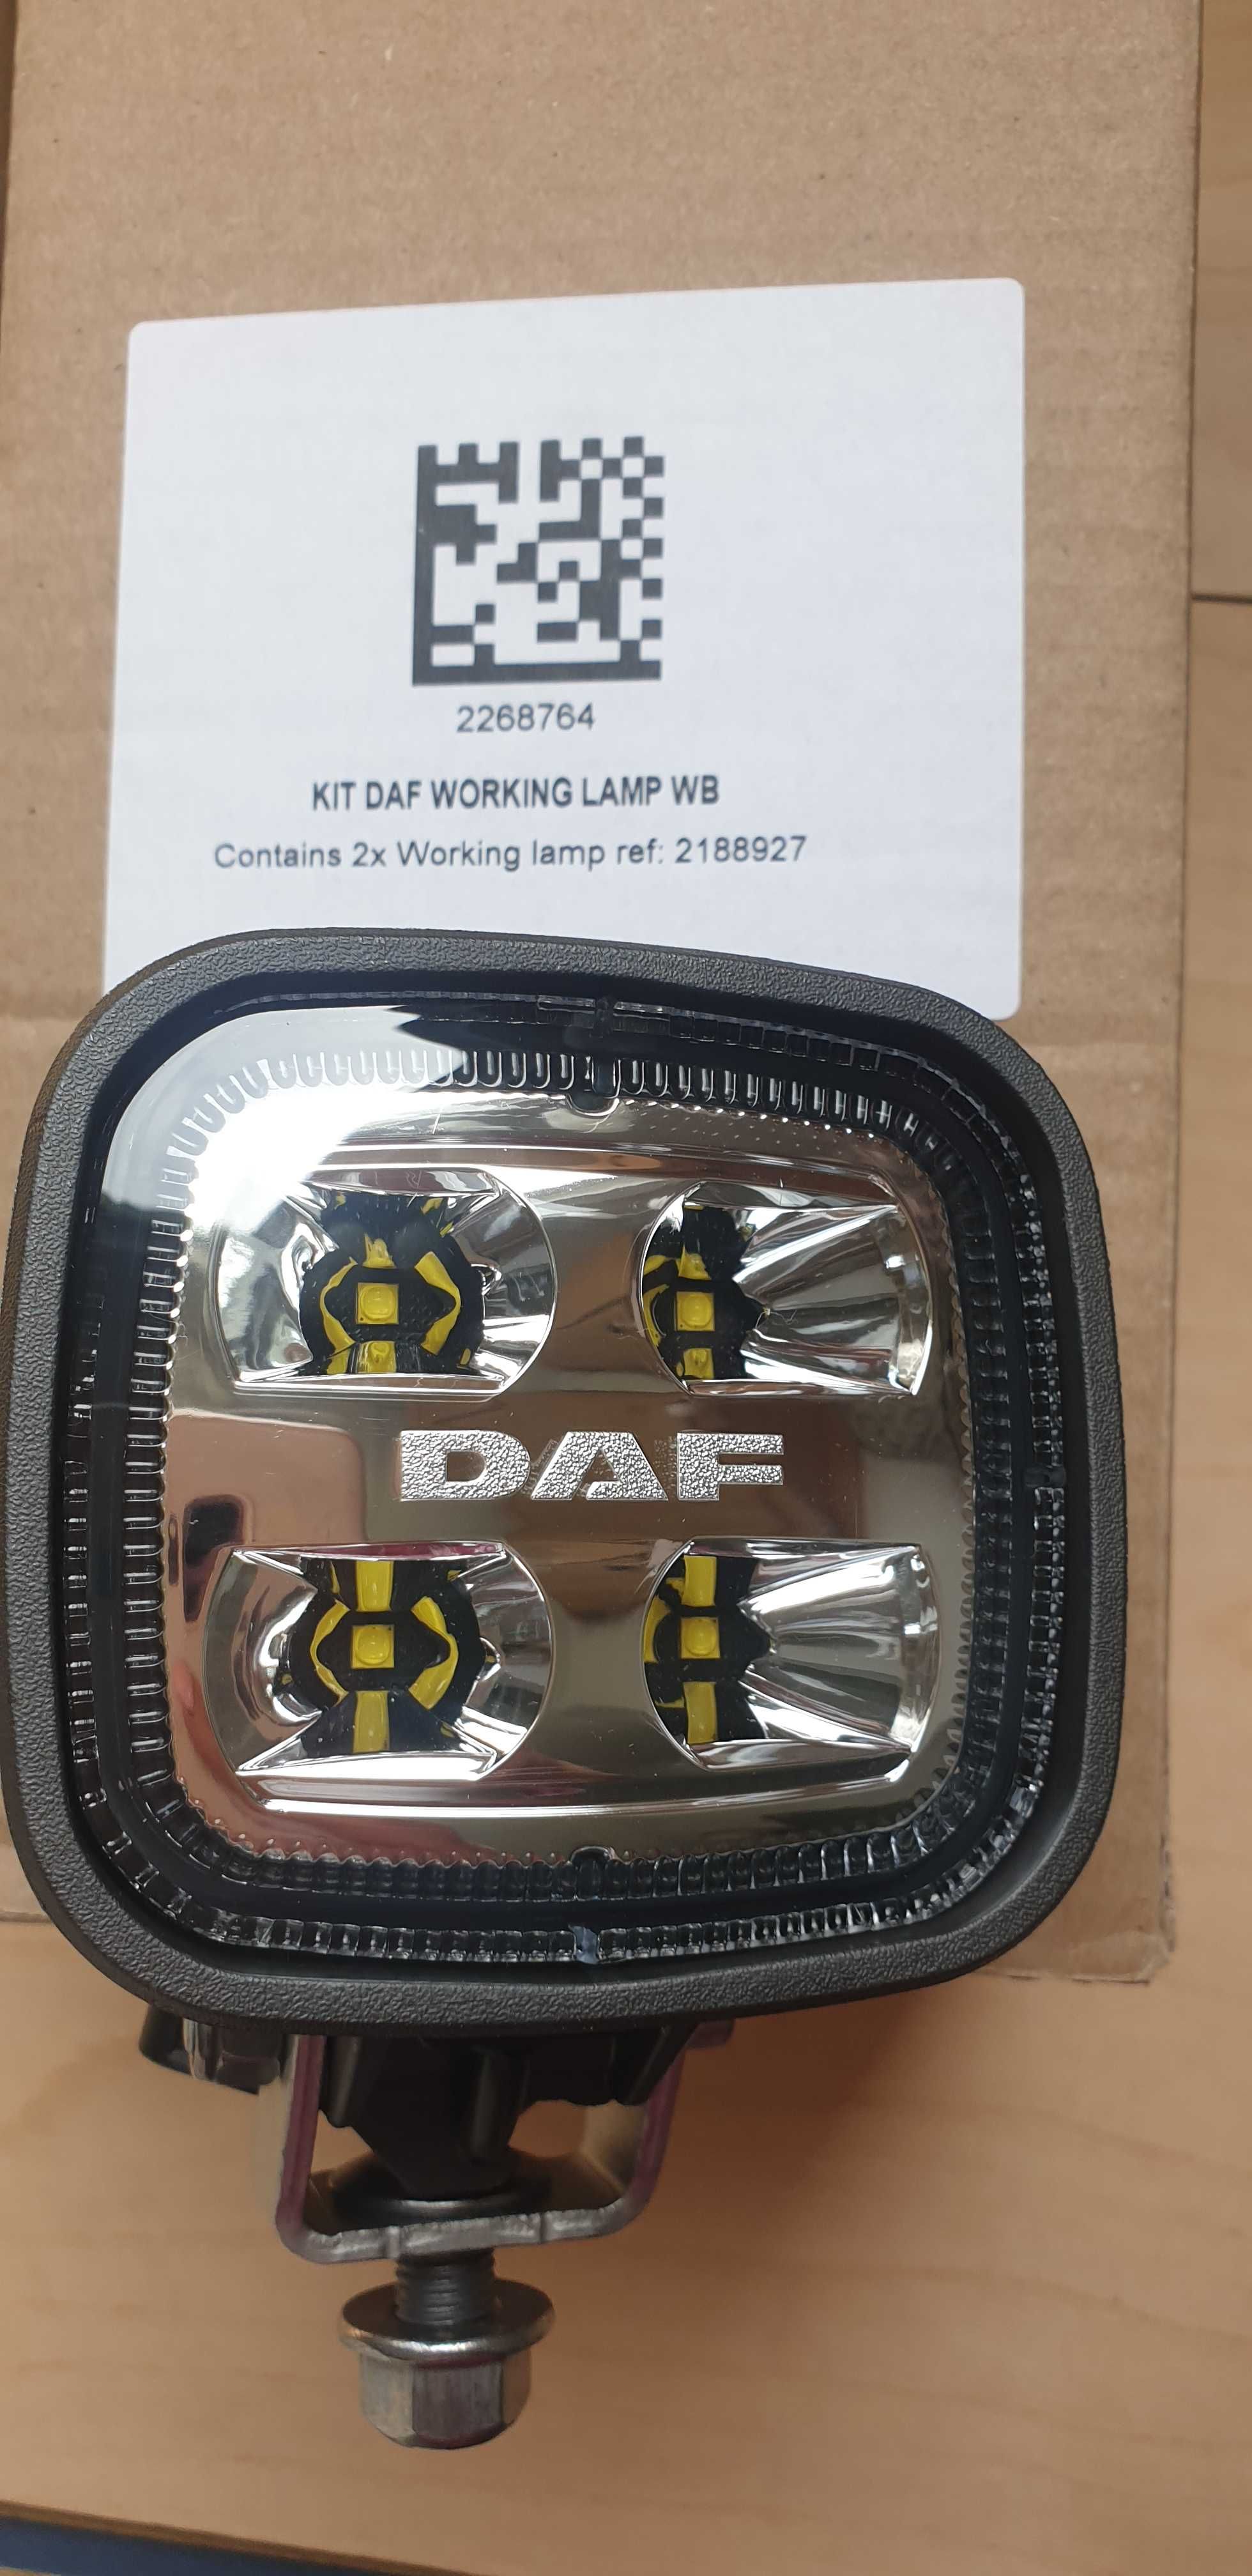 2268764
KIT DAF WORKING LAMP WB
Contains 2x Working lamp ref: 2188927
DAF